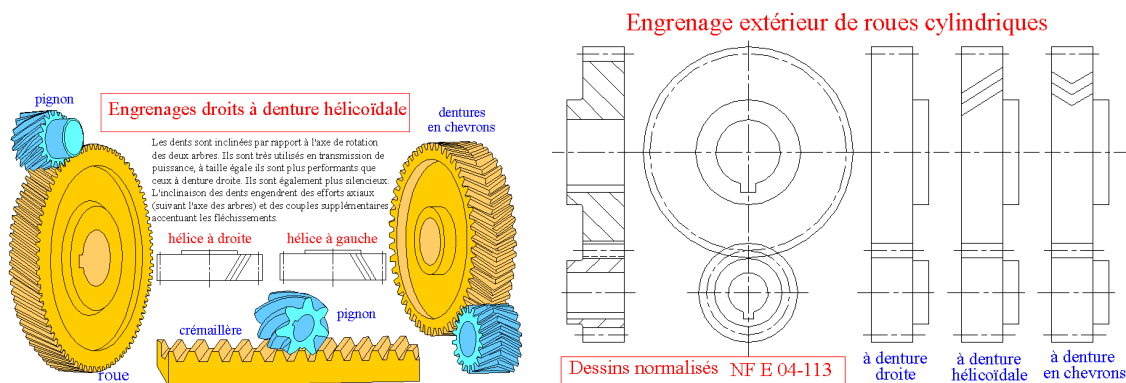 Engrenages droits à denture hélicoïdale
pignon
dentures
en chevrons
Les dents sont inclinées par rapport à l'axe de rotation
des deux arbres. Ils sont très utilisés en transmission de
puissance, à taille égale ils sont plus performants que
ceux à denture droite. Ils sont également plus silencieux.
L'inclinaison des dents engendrent des efforts axiaux
(suivant l'axe des arbres) et des couples supplémentaires
accentuant les fléchissements.
hélice à droite
hélice à gauche
crémaillère
pignon
roue
Engrenage extérieur de roues cylindriques
Dessins normalisés NF E 04-113
à denture
droite
à denture
hélicoïdale
à denture
en chevrons